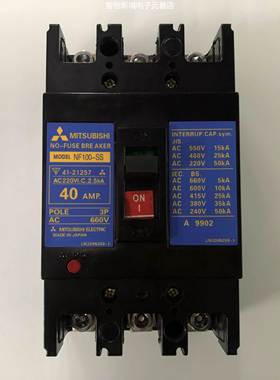 MITSUBISHI
NO-FUSE BREAKER
MODEL NF100-SS
41-21257
AC220V I.C. 2.5kA
40 AMP.
POLE 3P
AC 660V
MITSUBISHI ELECTRIC
MADE IN JAPAN
ON
I
INTERRUP CAP. sym.
JIS
AC 550V 15kA
AC 460V 25kA
AC 220V 50kA
IEC, BS
AC 660V 5kA
AC 600V 10kA
AC 415V 25kA
AC 380V 35kA
AC 240V 50kA
A 9902